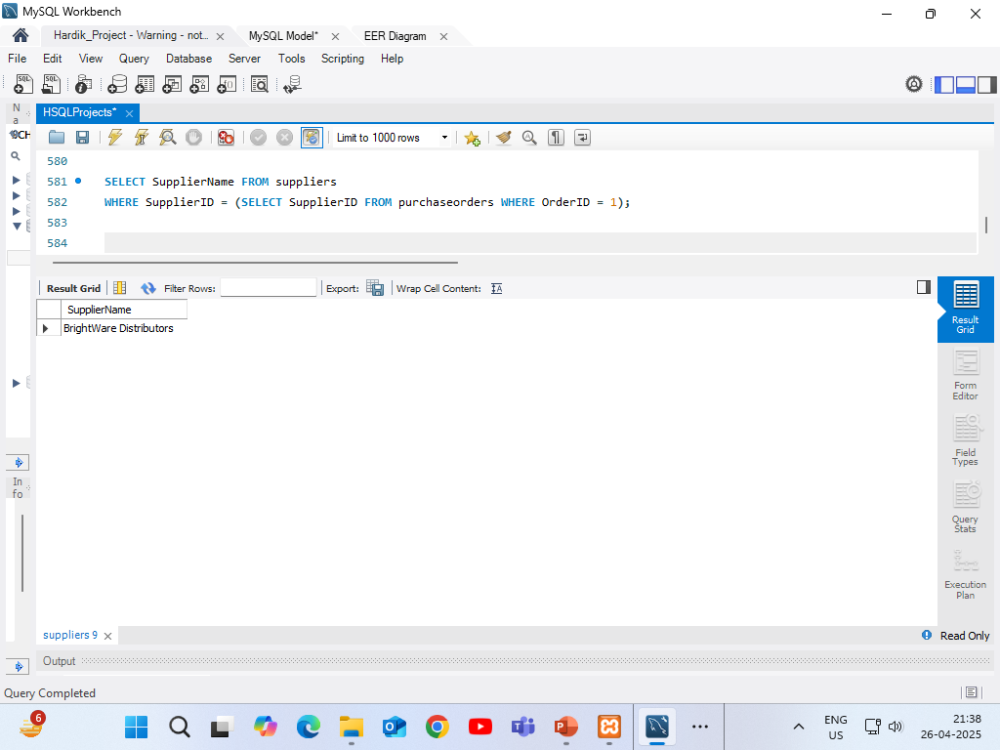 MySQL Workbench
Hardik_Project - Warning - not...
MySQL Model*
EER Diagram
File Edit View Query Database Server Tools Scripting Help
Na
CH
HSQLProjects*
Limit to 1000 rows
580
581 SELECT SupplierName FROM suppliers
582 WHERE SupplierID = (SELECT SupplierID FROM purchaseorders WHERE OrderID = 1);
583
584
Result Grid
Filter Rows:
Export:
Wrap Cell Content:
SupplierName
BrightWare Distributors
Result
Grid
Form
Editor
Field
Types
Query
Stats
Execution
Plan
In
fo
suppliers 9
Read Only
Output
Query Completed
6
ENG
US
21:38
26-04-2025